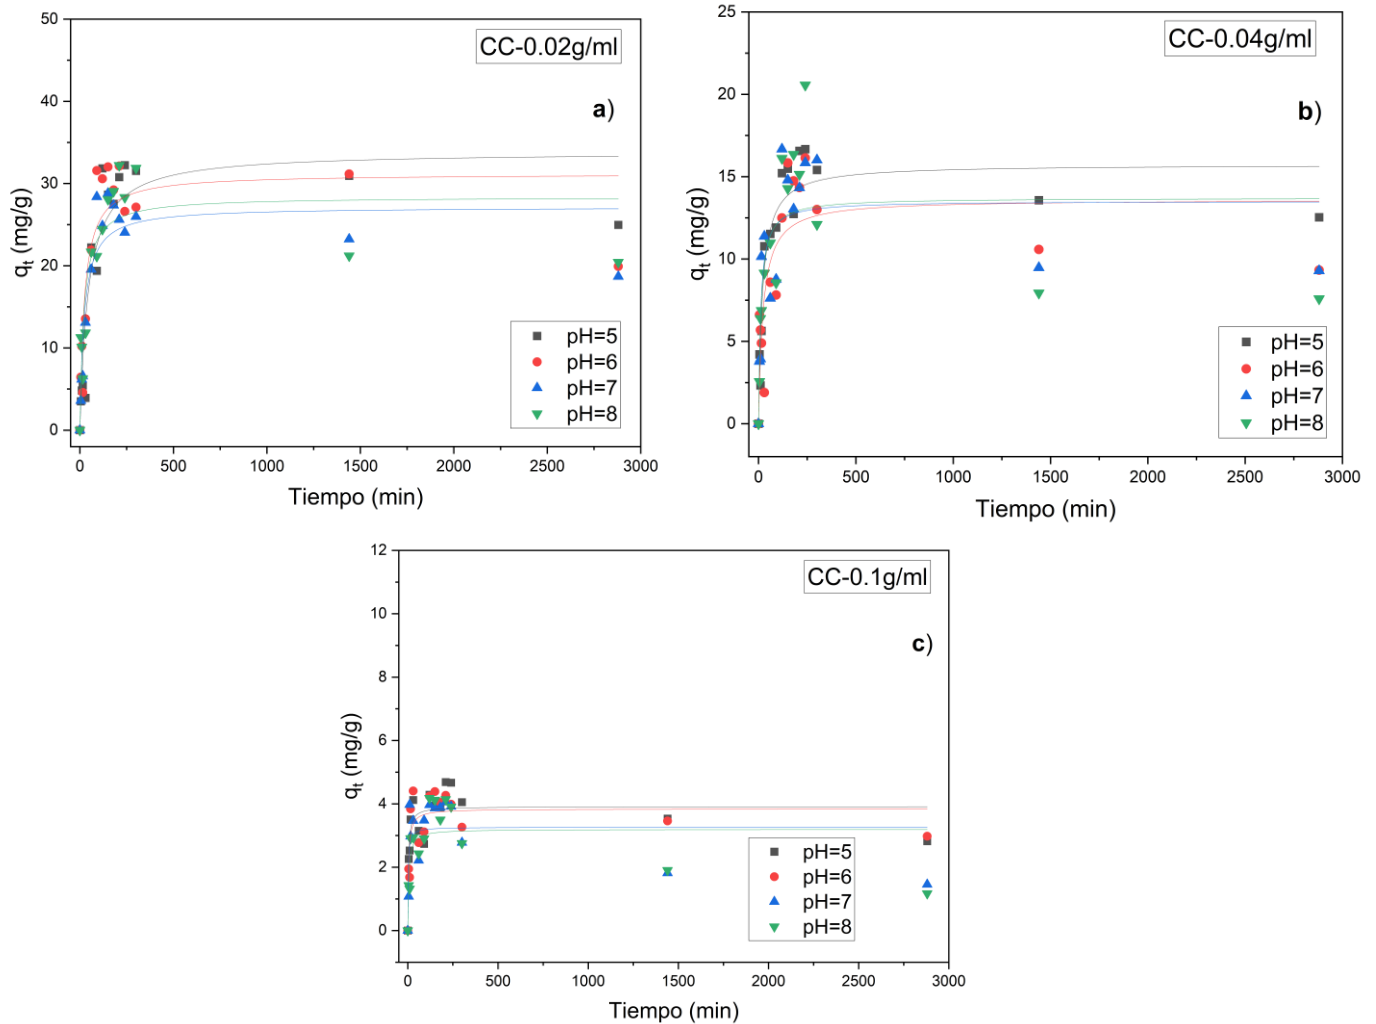 CC-0.02g/ml
a)
50
40
30
20
10
0
q_t (mg/g)
0 500 1000 1500 2000 2500 3000
Tiempo (min)
pH=5
pH=6
pH=7
pH=8
CC-0.04g/ml
b)
25
20
15
10
5
0
q_t (mg/g)
0 500 1000 1500 2000 2500 3000
Tiempo (min)
pH=5
pH=6
pH=7
pH=8
CC-0.1g/ml
c)
12
10
8
6
4
2
0
q_t (mg/g)
0 500 1000 1500 2000 2500 3000
Tiempo (min)
pH=5
pH=6
pH=7
pH=8